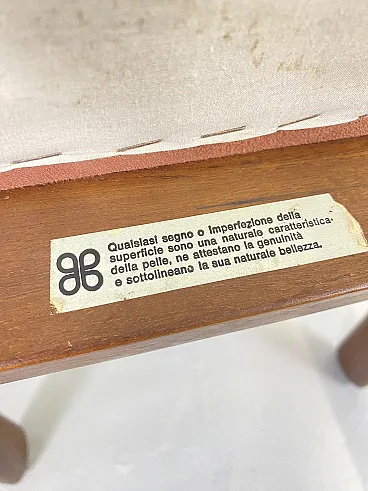 Qualsiasi segno o imperfezione della
superficie sono una naturale caratteristica
della pelle, ne attestano la genuinità
e sottolineano la sua naturale bellezza.